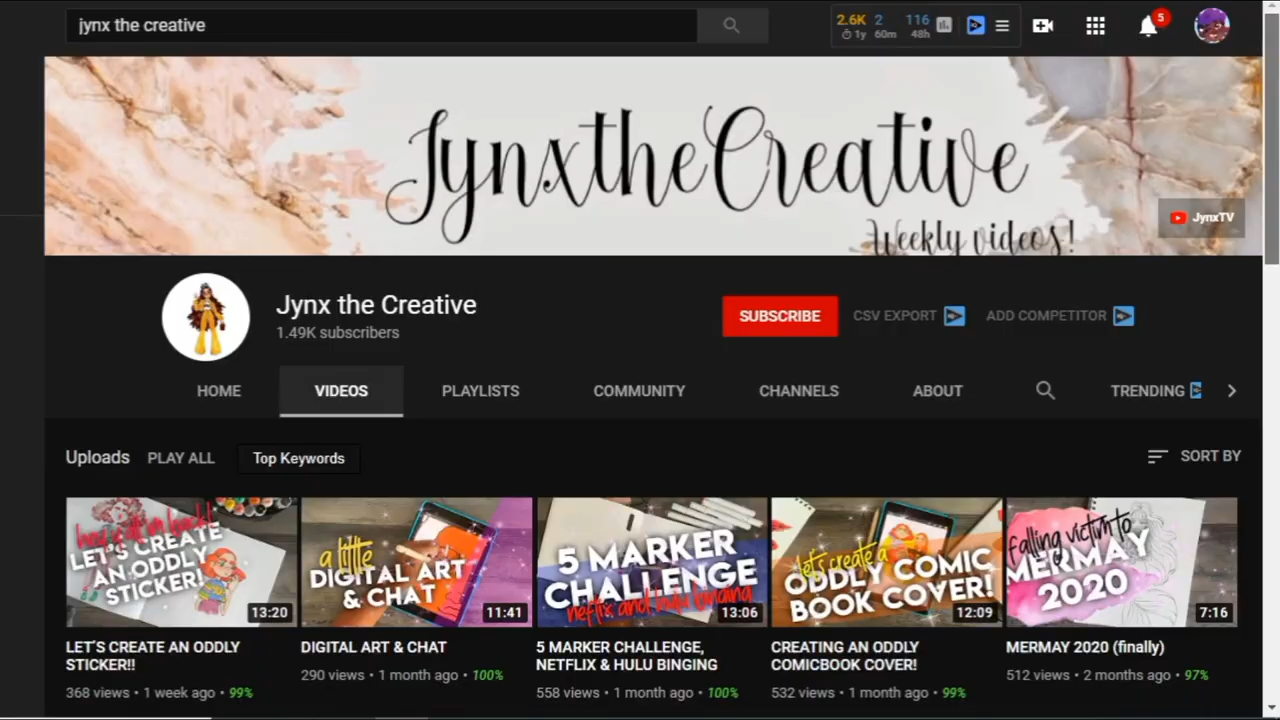 jynx the creative
2.6K 2 116
1y 60m 48h
5
JynxtheCreative
Weekly videos!
JynxTV
Jynx the Creative
1.49K subscribers
SUBSCRIBE
CSV EXPORT
ADD COMPETITOR
HOME VIDEOS PLAYLISTS COMMUNITY CHANNELS ABOUT TRENDING
Uploads PLAY ALL Top Keywords SORT BY
LET'S CREATE
AN ODDLY
STICKER!
13:20
a little
DIGITAL ART
& CHAT
11:41
5 MARKER
CHALLENGE
netflix and hulu binging
13:06
lets create a
ODDLY COMIC
BOOK COVER!
12:09
falling victim to
MERMAY
2020
7:16
LET'S CREATE AN ODDLY
STICKER!!
368 views • 1 week ago • 99%
DIGITAL ART & CHAT
290 views • 1 month ago • 100%
5 MARKER CHALLENGE,
NETFLIX & HULU BINGING
558 views • 1 month ago • 100%
CREATING AN ODDLY
COMICBOOK COVER!
532 views • 1 month ago • 99%
MERMAY 2020 (finally)
512 views • 2 months ago • 97%